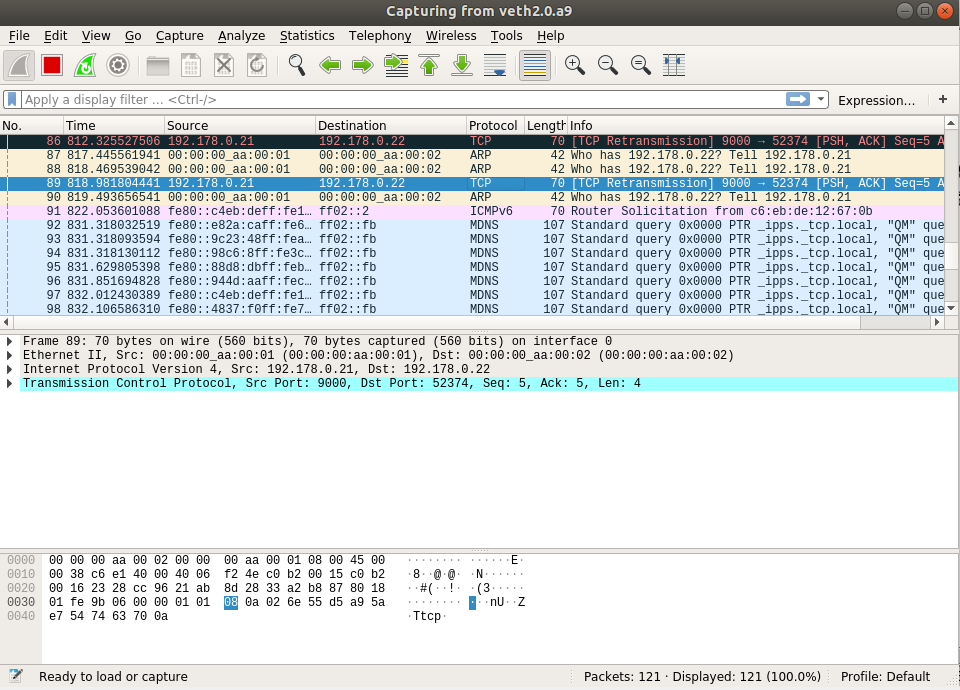 Capturing from veth2.0.a9
File Edit View Go Capture Analyze Statistics Telephony Wireless Tools Help
Apply a display filter … <Ctrl-/> Expression… +
No. Time Source Destination Protocol Length Info
86 812.325527506 192.178.0.21 192.178.0.22 TCP 70 [TCP Retransmission] 9000 → 52374 [PSH, ACK] Seq=5 A
87 817.445561941 00:00:00_aa:00:01 00:00:00_aa:00:02 ARP 42 Who has 192.178.0.22? Tell 192.178.0.21
88 818.469539042 00:00:00_aa:00:01 00:00:00_aa:00:02 ARP 42 Who has 192.178.0.22? Tell 192.178.0.21
89 818.981804441 192.178.0.21 192.178.0.22 TCP 70 [TCP Retransmission] 9000 → 52374 [PSH, ACK] Seq=5 A
90 819.493656541 00:00:00_aa:00:01 00:00:00_aa:00:02 ARP 42 Who has 192.178.0.22? Tell 192.178.0.21
91 822.053601088 fe80::c4eb:deff:fe1… ff02::2 ICMPv6 70 Router Solicitation from c6:eb:de:12:67:0b
92 831.318032519 fe80::e82a:caff:fe6… ff02::fb MDNS 107 Standard query 0x0000 PTR _ipps._tcp.local, "QM" que
93 831.318093594 fe80::9c23:48ff:fea… ff02::fb MDNS 107 Standard query 0x0000 PTR _ipps._tcp.local, "QM" que
94 831.318130112 fe80::98c6:8ff:fe3c… ff02::fb MDNS 107 Standard query 0x0000 PTR _ipps._tcp.local, "QM" que
95 831.629805398 fe80::88d8:dbff:feb… ff02::fb MDNS 107 Standard query 0x0000 PTR _ipps._tcp.local, "QM" que
96 831.851694828 fe80::944d:aaff:fec… ff02::fb MDNS 107 Standard query 0x0000 PTR _ipps._tcp.local, "QM" que
97 832.012430389 fe80::c4eb:deff:fe1… ff02::fb MDNS 107 Standard query 0x0000 PTR _ipps._tcp.local, "QM" que
98 832.106586310 fe80::4837:f0ff:fe7… ff02::fb MDNS 107 Standard query 0x0000 PTR _ipps._tcp.local, "QM" que
Frame 89: 70 bytes on wire (560 bits), 70 bytes captured (560 bits) on interface 0
Ethernet II, Src: 00:00:00_aa:00:01 (00:00:00:aa:00:01), Dst: 00:00:00_aa:00:02 (00:00:00:aa:00:02)
Internet Protocol Version 4, Src: 192.178.0.21, Dst: 192.178.0.22
Transmission Control Protocol, Src Port: 9000, Dst Port: 52374, Seq: 5, Ack: 5, Len: 4
0000 00 00 00 aa 00 02 00 00 00 aa 00 01 08 00 45 00 ········ ······E·
0010 00 38 c6 e1 40 00 40 06 f2 4e c0 b2 00 15 c0 b2 ·8··@·@· ·N······
0020 00 16 23 28 cc 96 21 ab 8d 28 33 a2 b8 87 80 18 ··#(··!· ·(3·····
0030 01 fe 9b 06 00 00 01 01 08 0a 02 6e 55 d5 a9 5a ········ ···nU··Z
0040 e7 54 74 63 70 0a ·Ttcp·
Ready to load or capture Packets: 121 · Displayed: 121 (100.0%) Profile: Default